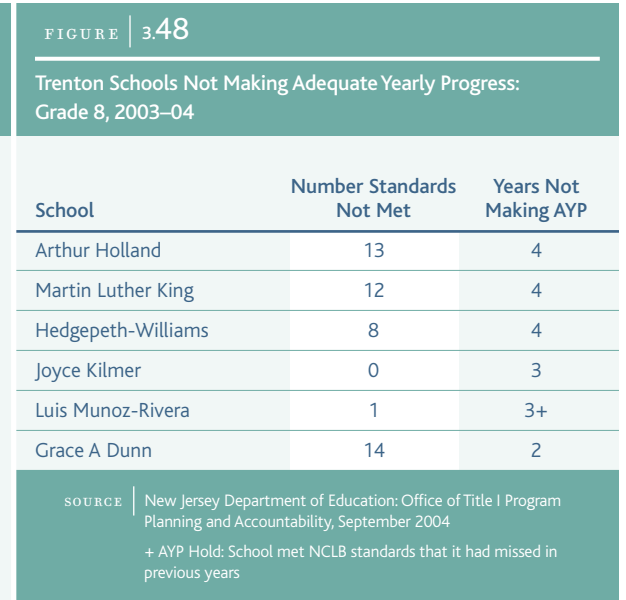 FIGURE | 3.48
Trenton Schools Not Making Adequate Yearly Progress:
Grade 8, 2003–04
School Number Standards Not Met Years Not Making AYP
Arthur Holland 13 4
Martin Luther King 12 4
Hedgepeth-Williams 8 4
Joyce Kilmer 0 3
Luis Munoz-Rivera 1 3+
Grace A Dunn 14 2
SOURCE | New Jersey Department of Education: Office of Title I Program
Planning and Accountability, September 2004
+ AYP Hold: School met NCLB standards that it had missed in
previous years